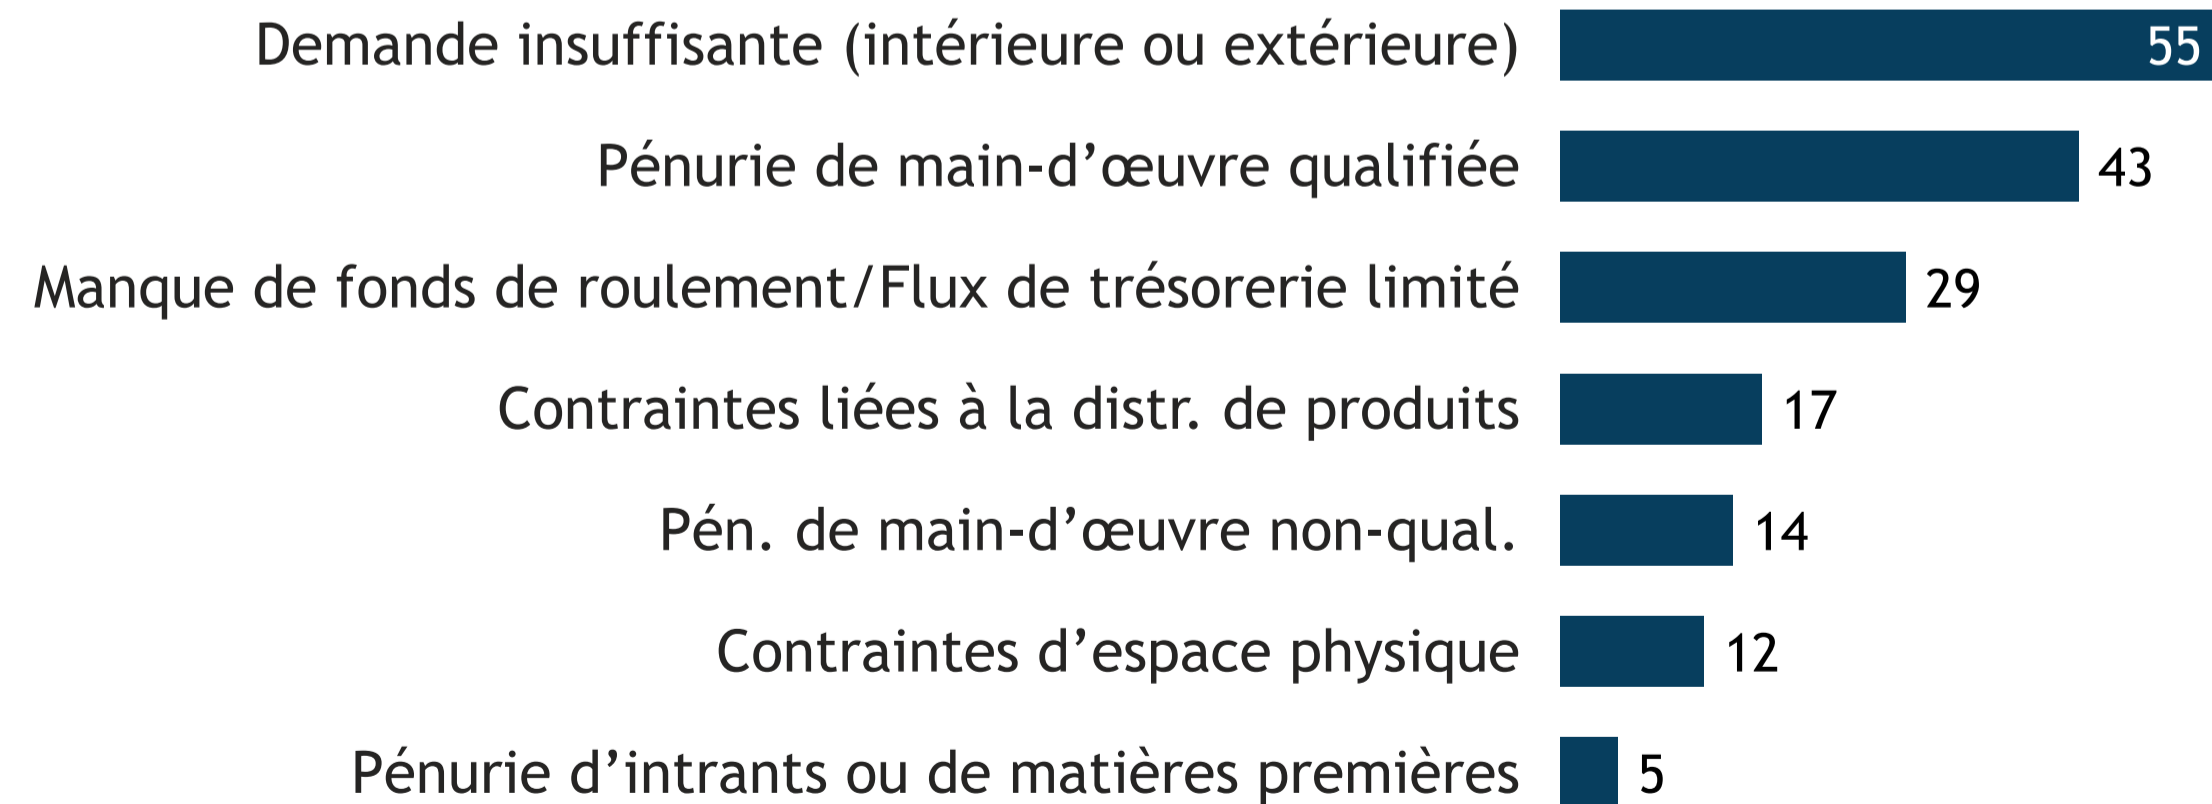 Demande insuffisante (intérieure ou extérieure) 55
Pénurie de main-d’œuvre qualifiée 43
Manque de fonds de roulement/Flux de trésorerie limité 29
Contraintes liées à la distr. de produits 17
Pén. de main-d’œuvre non-qual. 14
Contraintes d’espace physique 12
Pénurie d’intrants ou de matières premières 5